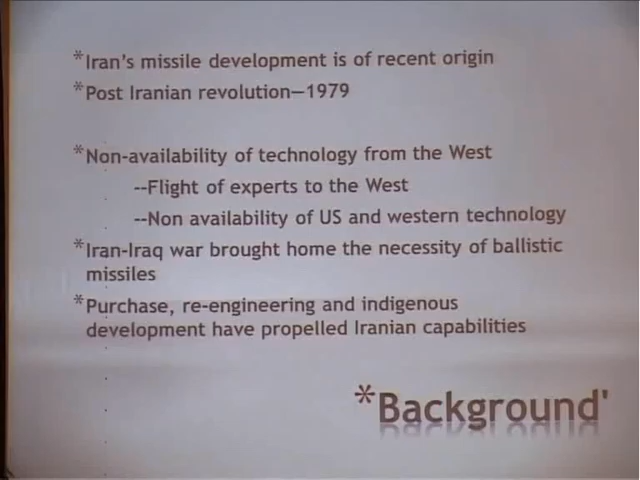 *Iran's missile development is of recent origin
*Post Iranian revolution—1979
*Non-availability of technology from the West
--Flight of experts to the West
--Non availability of US and western technology
*Iran-Iraq war brought home the necessity of ballistic
missiles
*Purchase, re-engineering and indigenous
development have propelled Iranian capabilities
*Background'